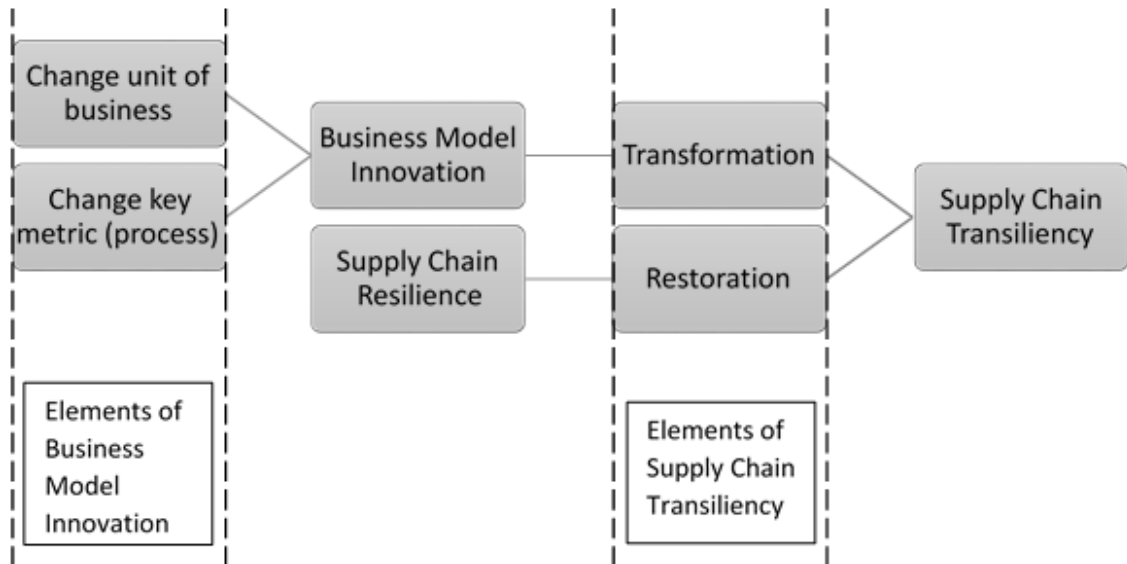 Change unit of
business
Change key
metric (process)
Business Model
Innovation
Supply Chain
Resilience
Transformation
Restoration
Supply Chain
Transiliency
Elements of
Business
Model
Innovation
Elements of
Supply Chain
Transiliency